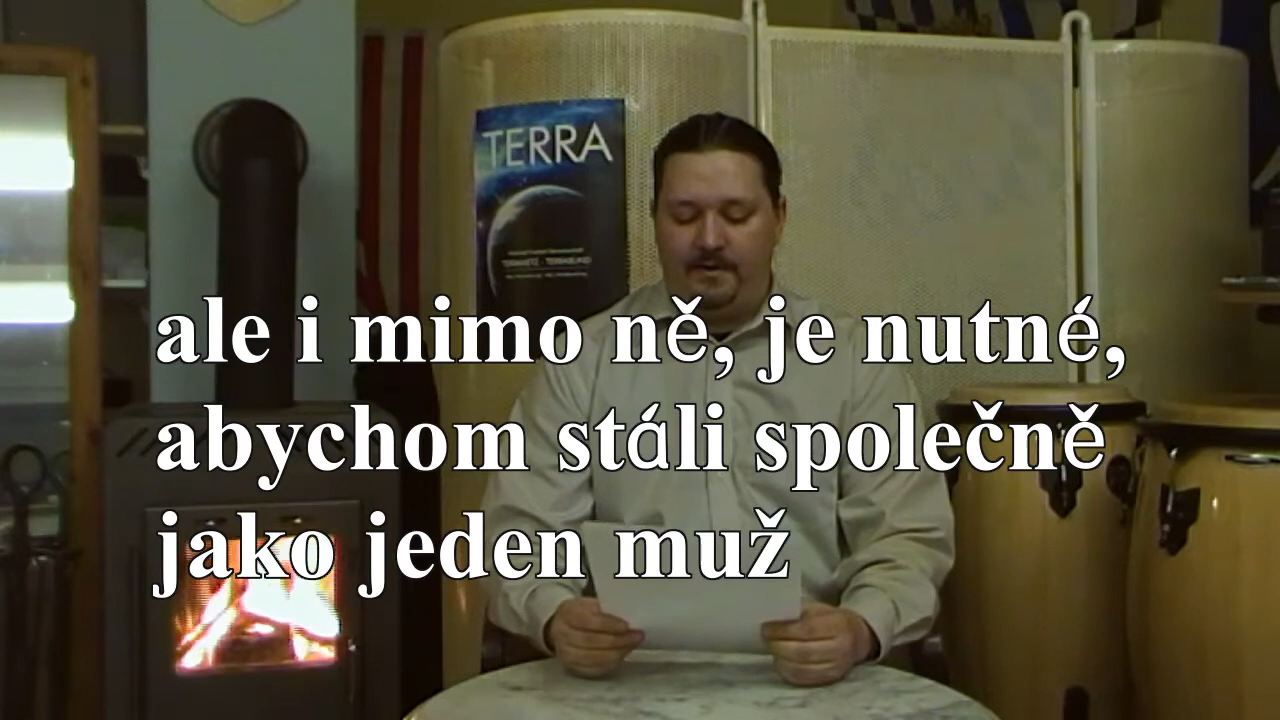 TERRA
ale i mimo ně, je nutné,
abychom stáli společně
jako jeden muž